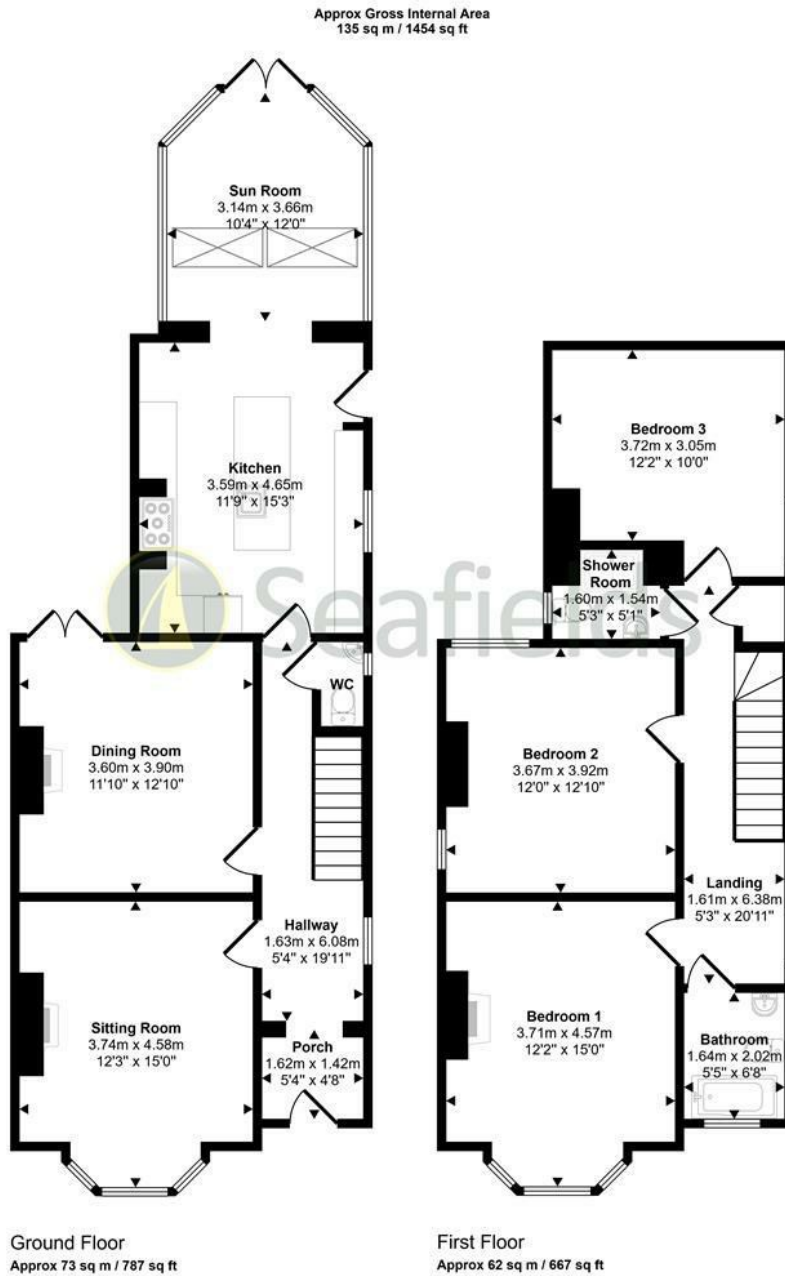 Approx Gross Internal Area
135 sq m / 1454 sq ft
Sun Room
3.14m x 3.66m
10'4" x 12'0"
Kitchen
3.59m x 4.65m
11'9" x 15'3"
Bedroom 3
3.72m x 3.05m
12'2" x 10'0"
Shower
Room
1.60m x 1.54m
5'3" x 5'1"
Seafields
WC
Dining Room
3.60m x 3.90m
11'10" x 12'10"
Bedroom 2
3.67m x 3.92m
12'0" x 12'10"
Hallway
1.63m x 6.08m
5'4" x 19'11"
Landing
1.61m x 6.38m
5'3" x 20'11"
Sitting Room
3.74m x 4.58m
12'3" x 15'0"
Porch
1.62m x 1.42m
5'4" x 4'8"
Bedroom 1
3.71m x 4.57m
12'2" x 15'0"
Bathroom
1.64m x 2.02m
5'5" x 6'8"
Ground Floor
Approx 73 sq m / 787 sq ft
First Floor
Approx 62 sq m / 667 sq ft